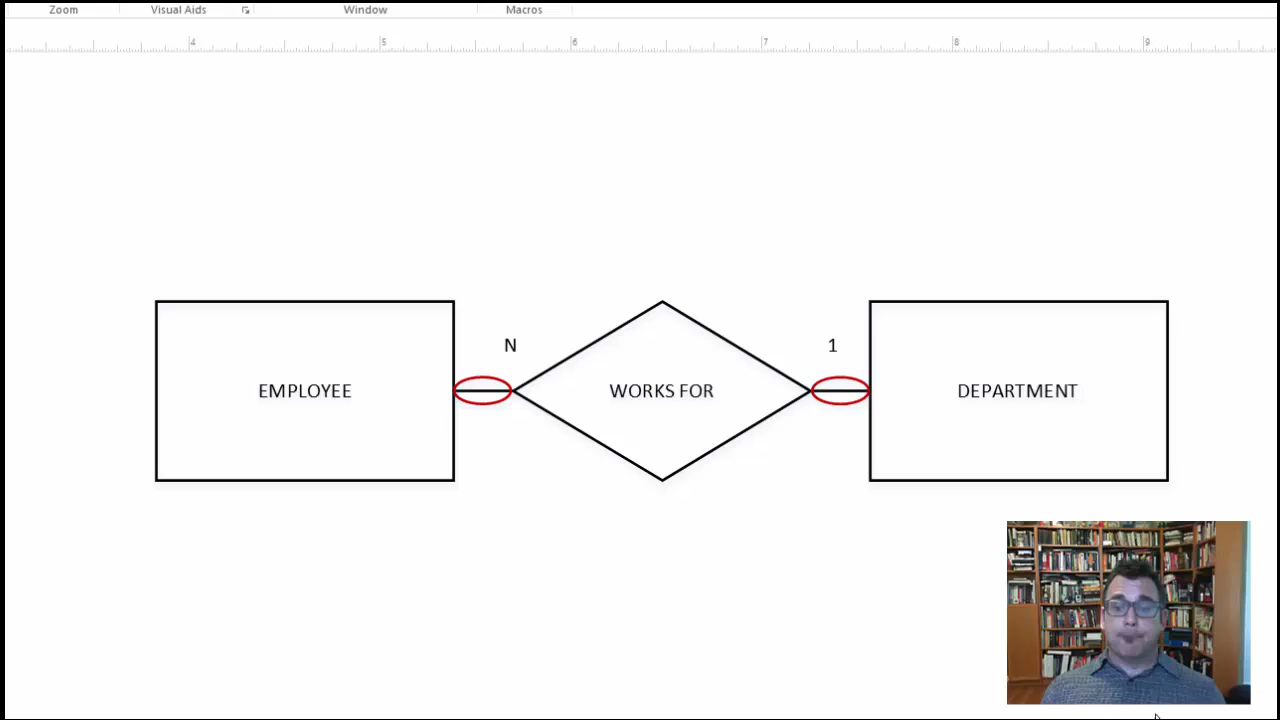 Zoom Visual Aids Window Macros
4 5 6 7 8 9
N 1
EMPLOYEE WORKS FOR DEPARTMENT